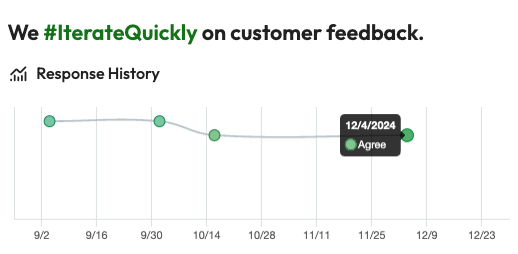 We #IterateQuickly on customer feedback.
Response History
12/4/2024
Agree
9/2 9/16 9/30 10/14 10/28 11/11 11/25 12/9 12/23